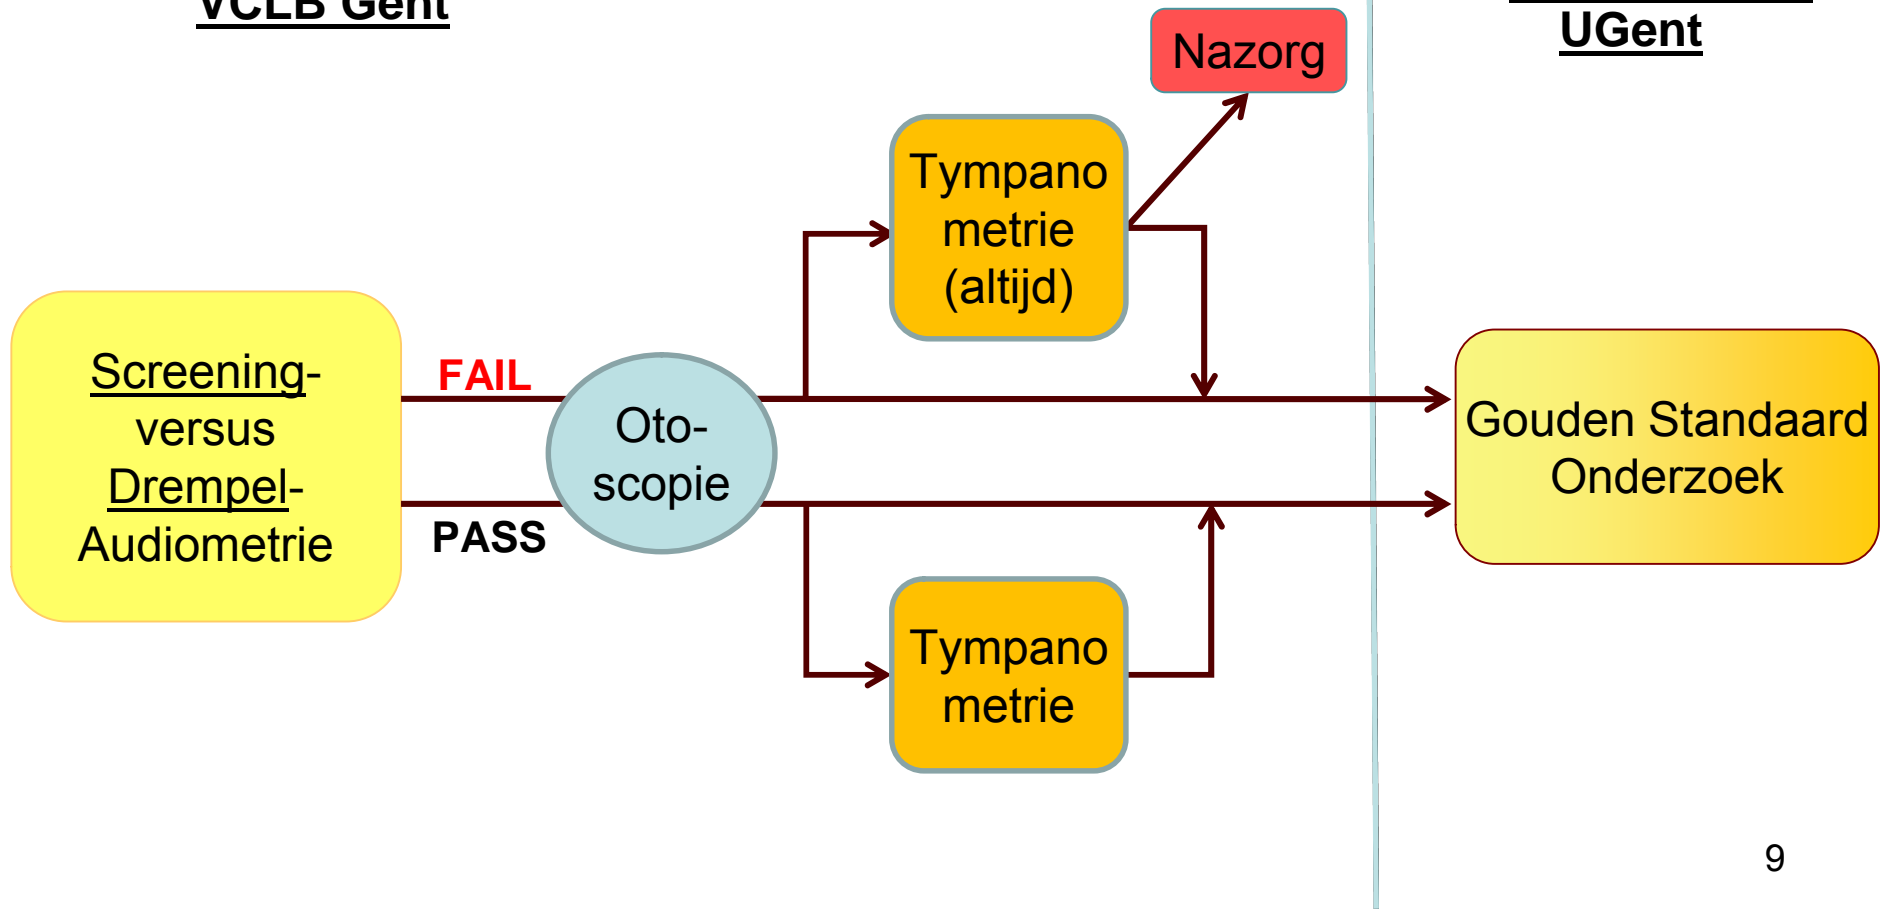 VCLB Gent
UGent
Nazorg
Tympano
metrie
(altijd)
Screening-
versus
Drempel-
Audiometrie
FAIL
PASS
Oto-
scopie
Gouden Standaard
Onderzoek
Tympano
metrie
9